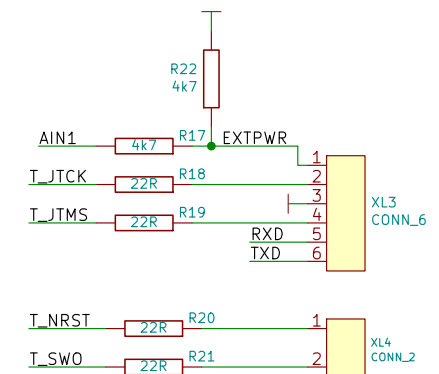 R22
4k7
AIN1 4k7 R17 EXTPWR
1
T_JTCK 22R R18 2
3
T_JTMS 22R R19 4
RXD 5
TXD 6
XL3
CONN_6
T_NRST 22R R20 1
T_SWO 22R R21 2
XL4
CONN_2